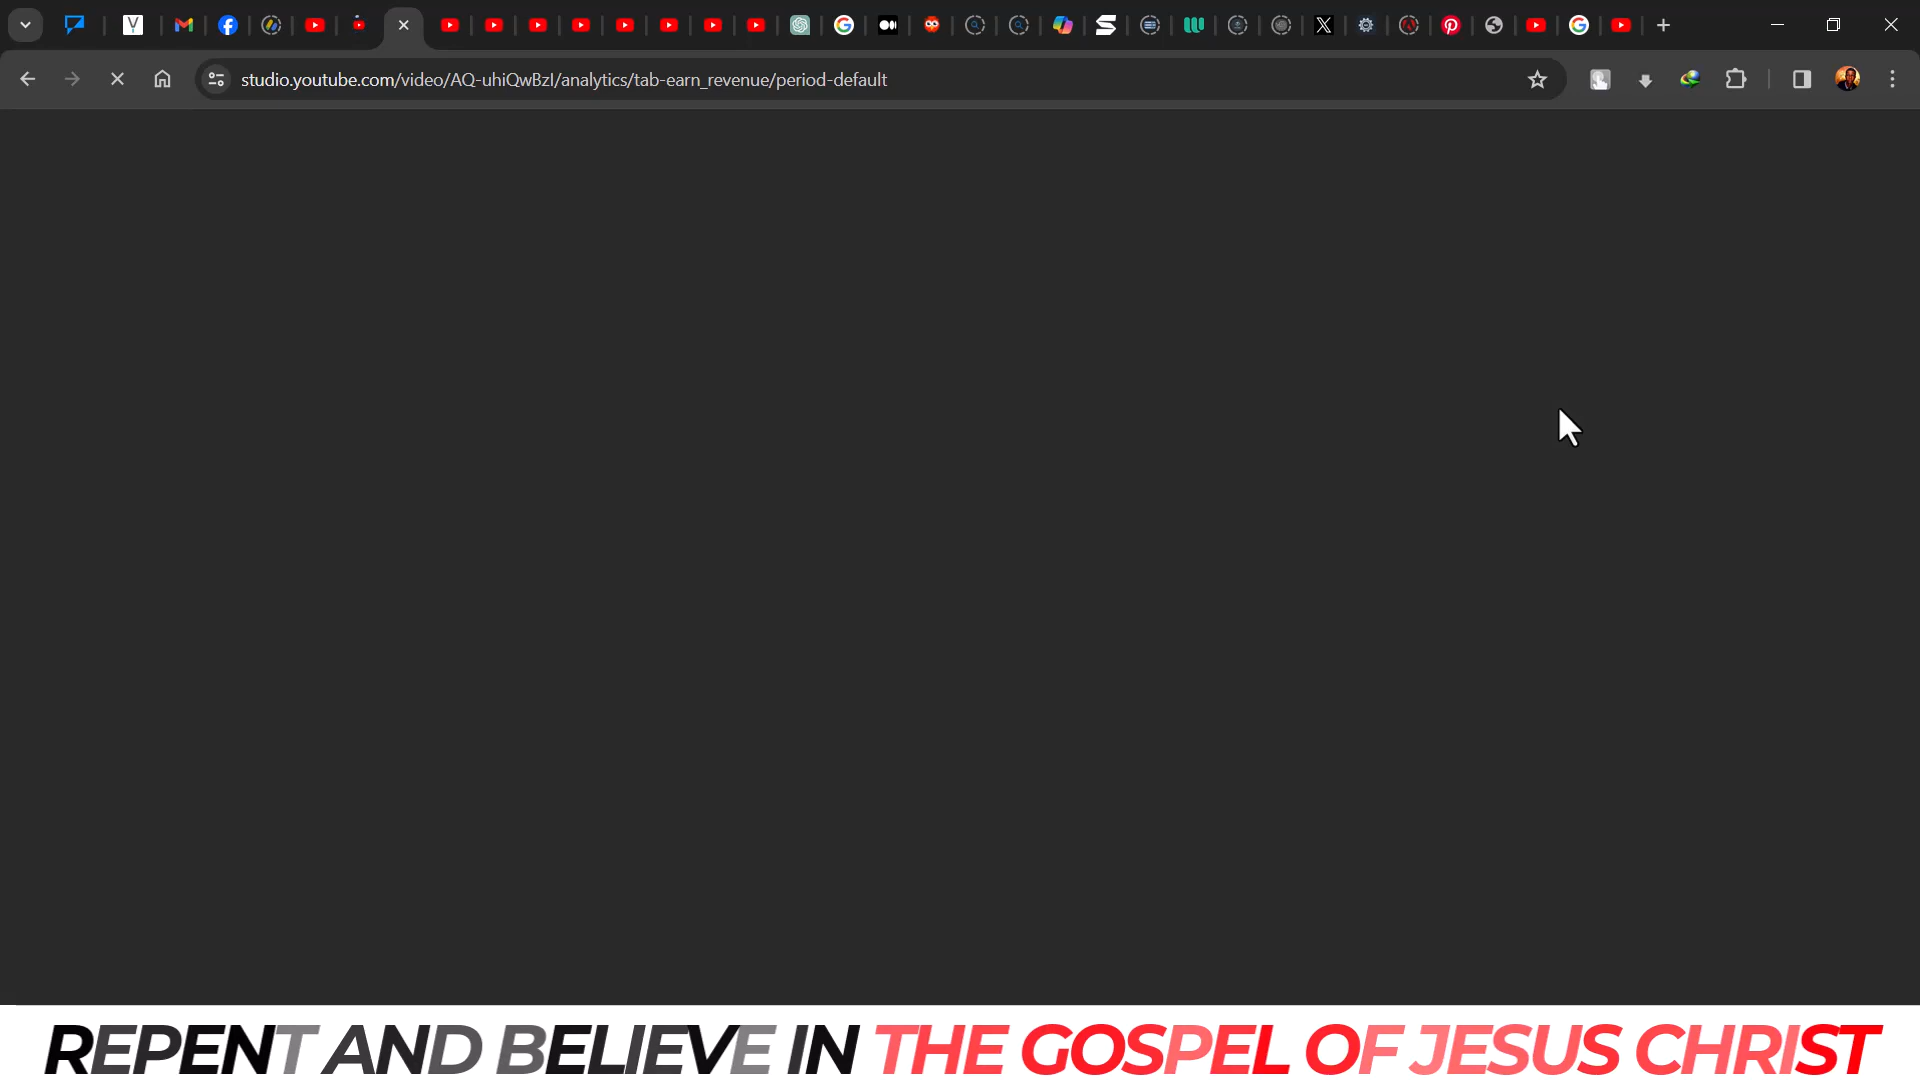 studio.youtube.com/video/AQ-uhiQwBzI/analytics/tab-earn_revenue/period-default
REPENT AND BELIEVE IN THE GOSPEL OF JESUS CHRIST